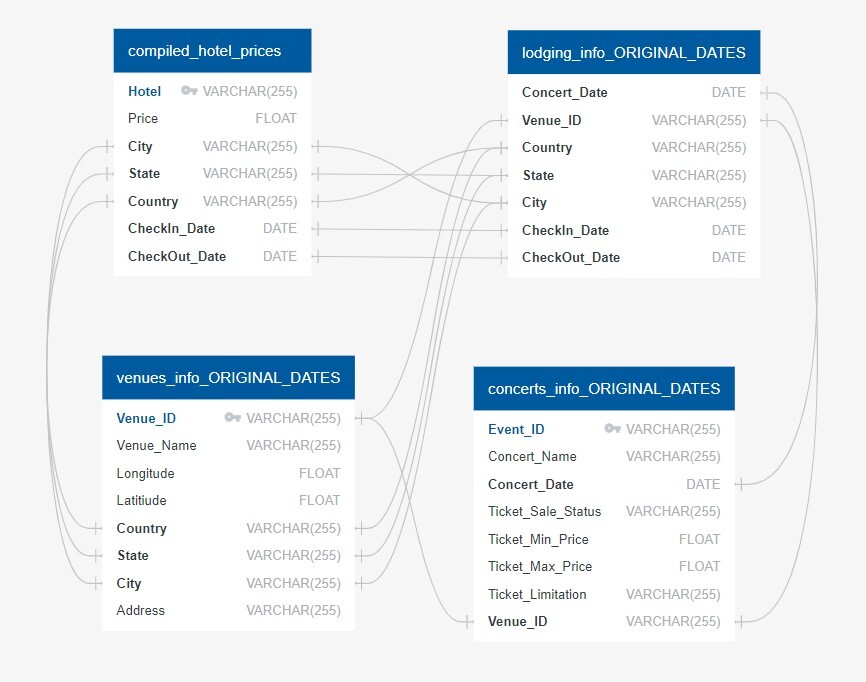 compiled_hotel_prices
Hotel VARCHAR(255)
Price FLOAT
City VARCHAR(255)
State VARCHAR(255)
Country VARCHAR(255)
CheckIn_Date DATE
CheckOut_Date DATE
lodging_info_ORIGINAL_DATES
Concert_Date DATE
Venue_ID VARCHAR(255)
Country VARCHAR(255)
State VARCHAR(255)
City VARCHAR(255)
CheckIn_Date DATE
CheckOut_Date DATE
venues_info_ORIGINAL_DATES
Venue_ID VARCHAR(255)
Venue_Name VARCHAR(255)
Longitude FLOAT
Latitiude FLOAT
Country VARCHAR(255)
State VARCHAR(255)
City VARCHAR(255)
Address VARCHAR(255)
concerts_info_ORIGINAL_DATES
Event_ID VARCHAR(255)
Concert_Name VARCHAR(255)
Concert_Date DATE
Ticket_Sale_Status VARCHAR(255)
Ticket_Min_Price FLOAT
Ticket_Max_Price FLOAT
Ticket_Limitation VARCHAR(255)
Venue_ID VARCHAR(255)